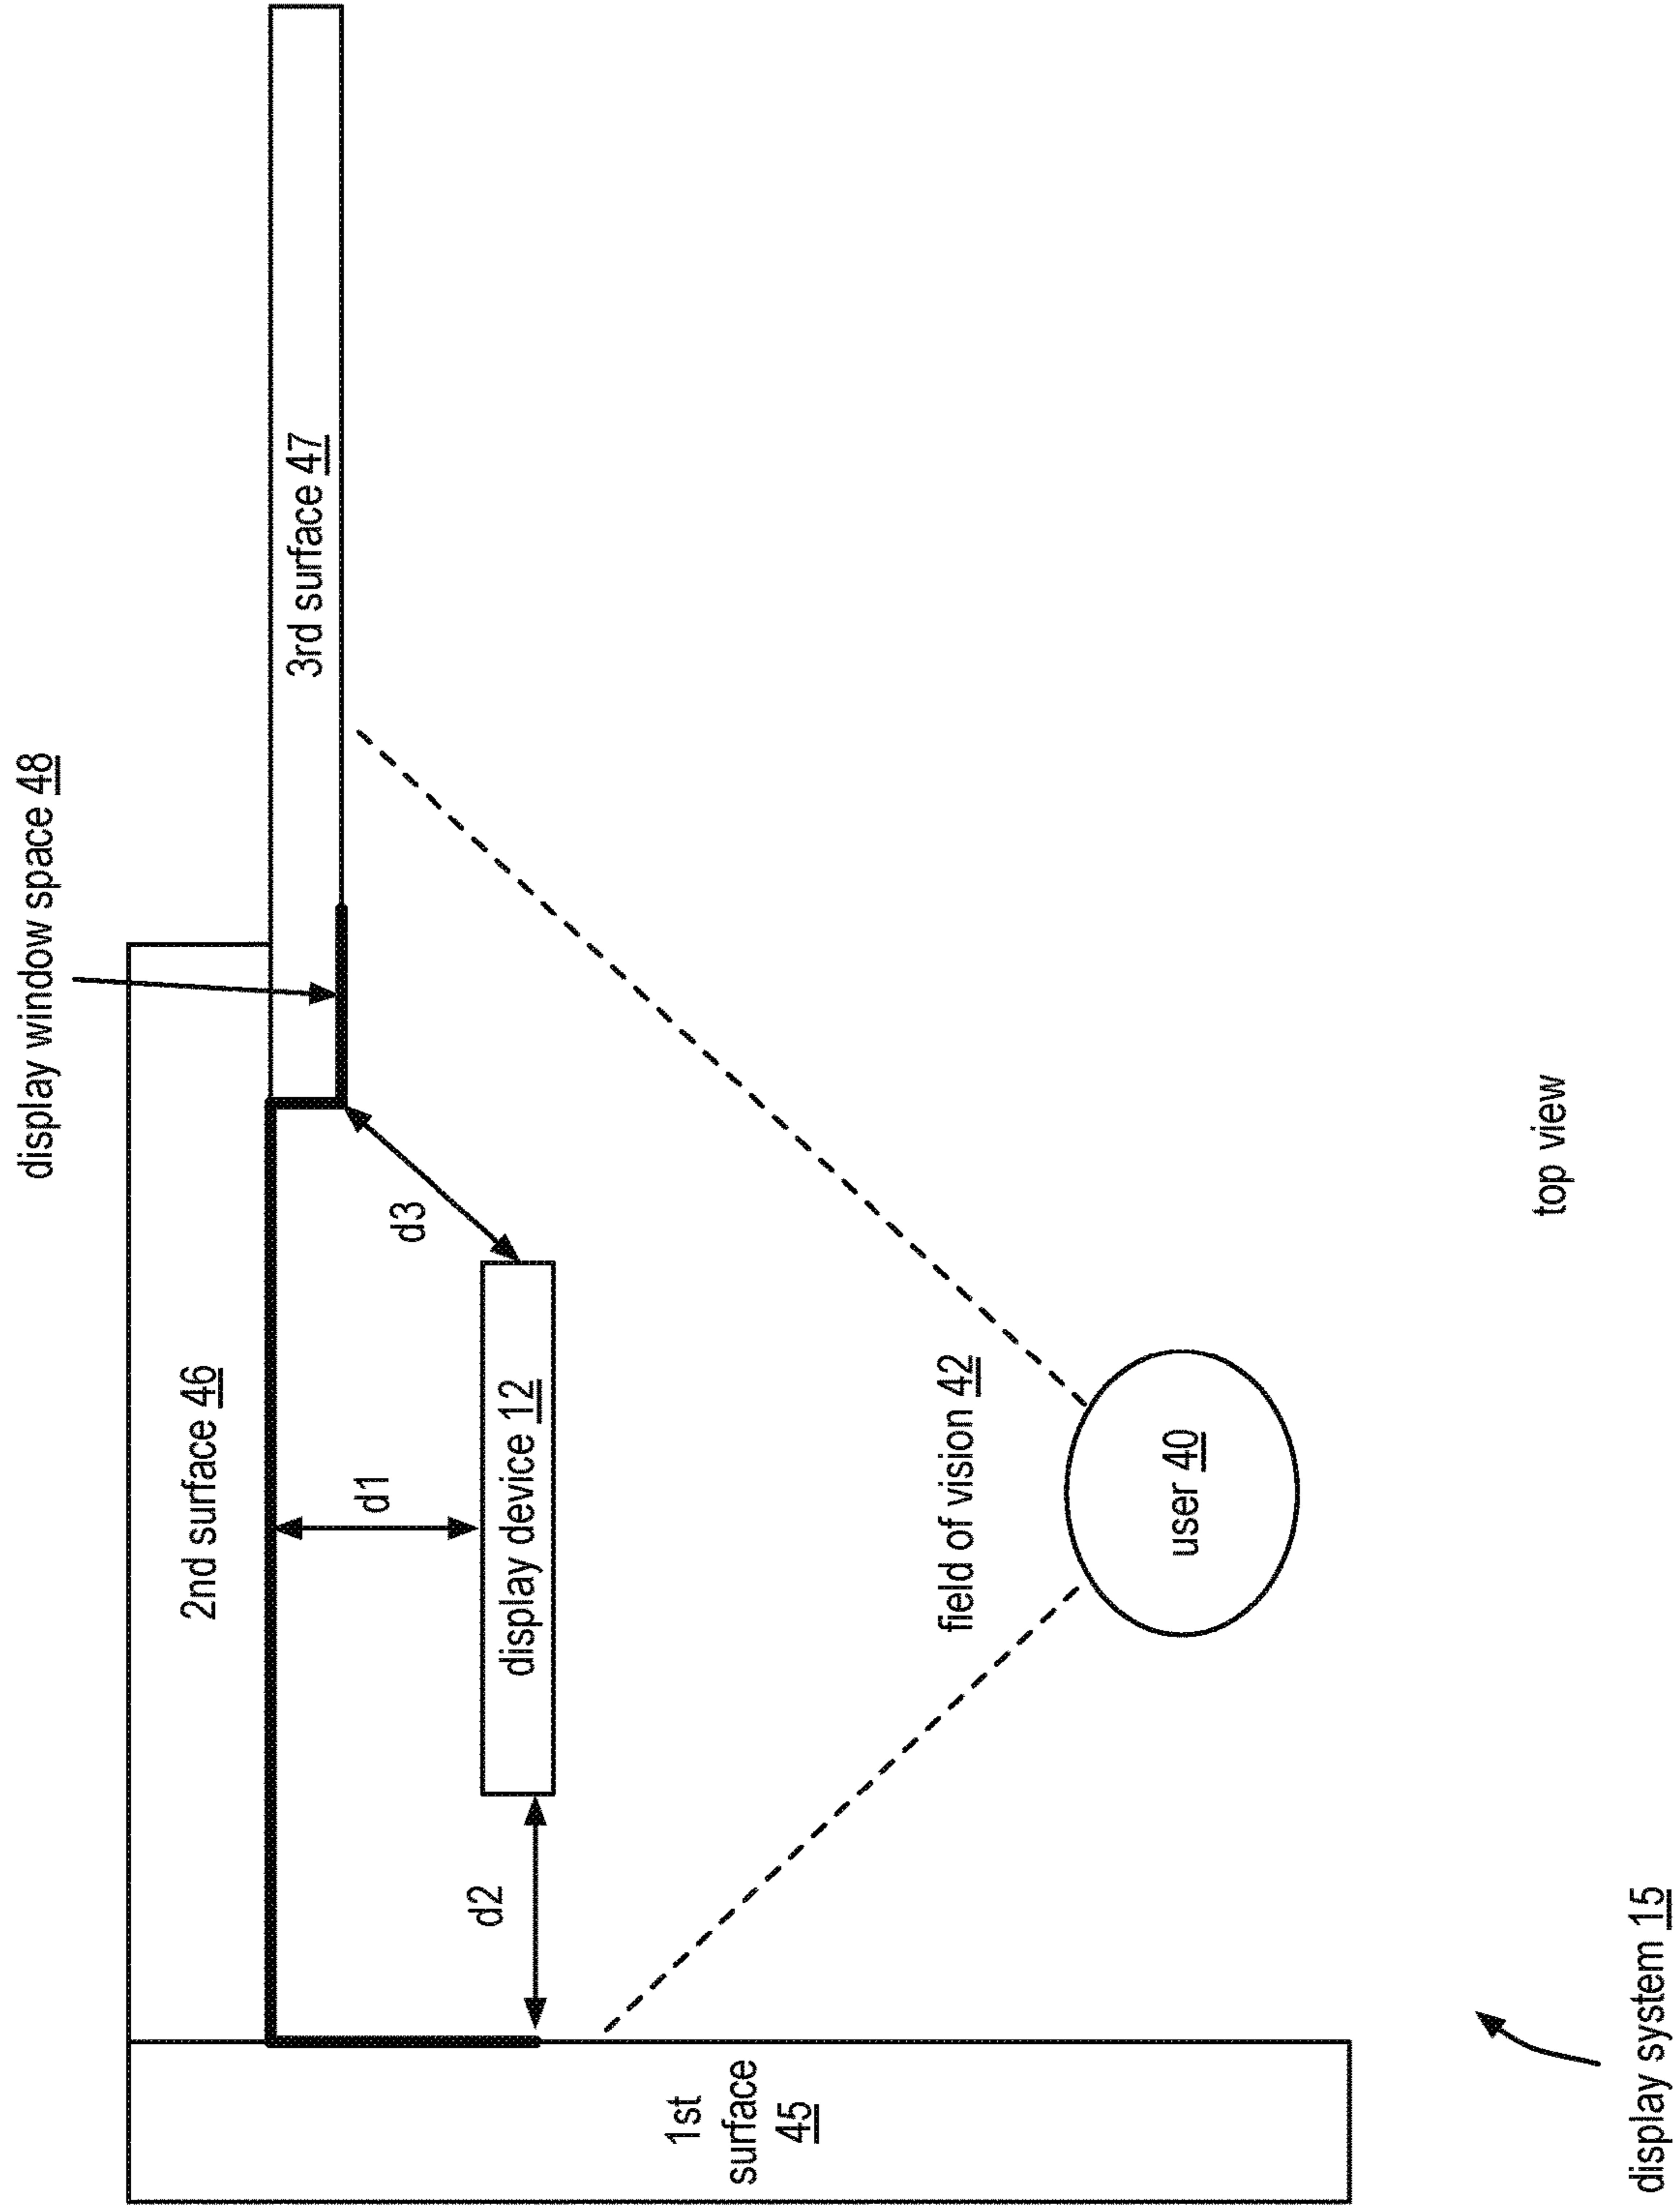 display window space 48
2nd surface 46
3rd surface 47
d1
d3
d2
display device 12
1st
surface
45
field of vision 42
user 40
top view
display system 15